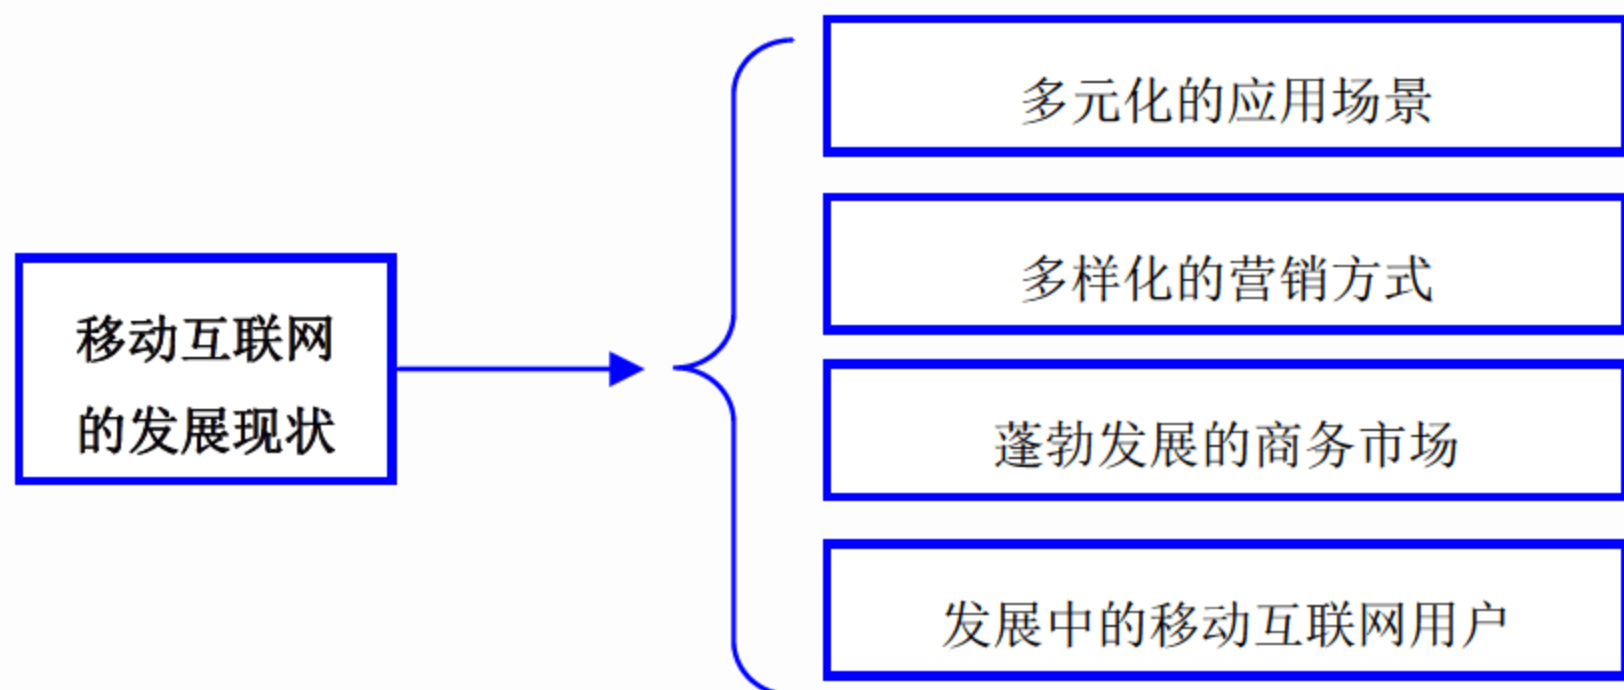 移动互联网
的发展现状
多元化的应用场景
多样化的营销方式
蓬勃发展的商务市场
发展中的移动互联网用户